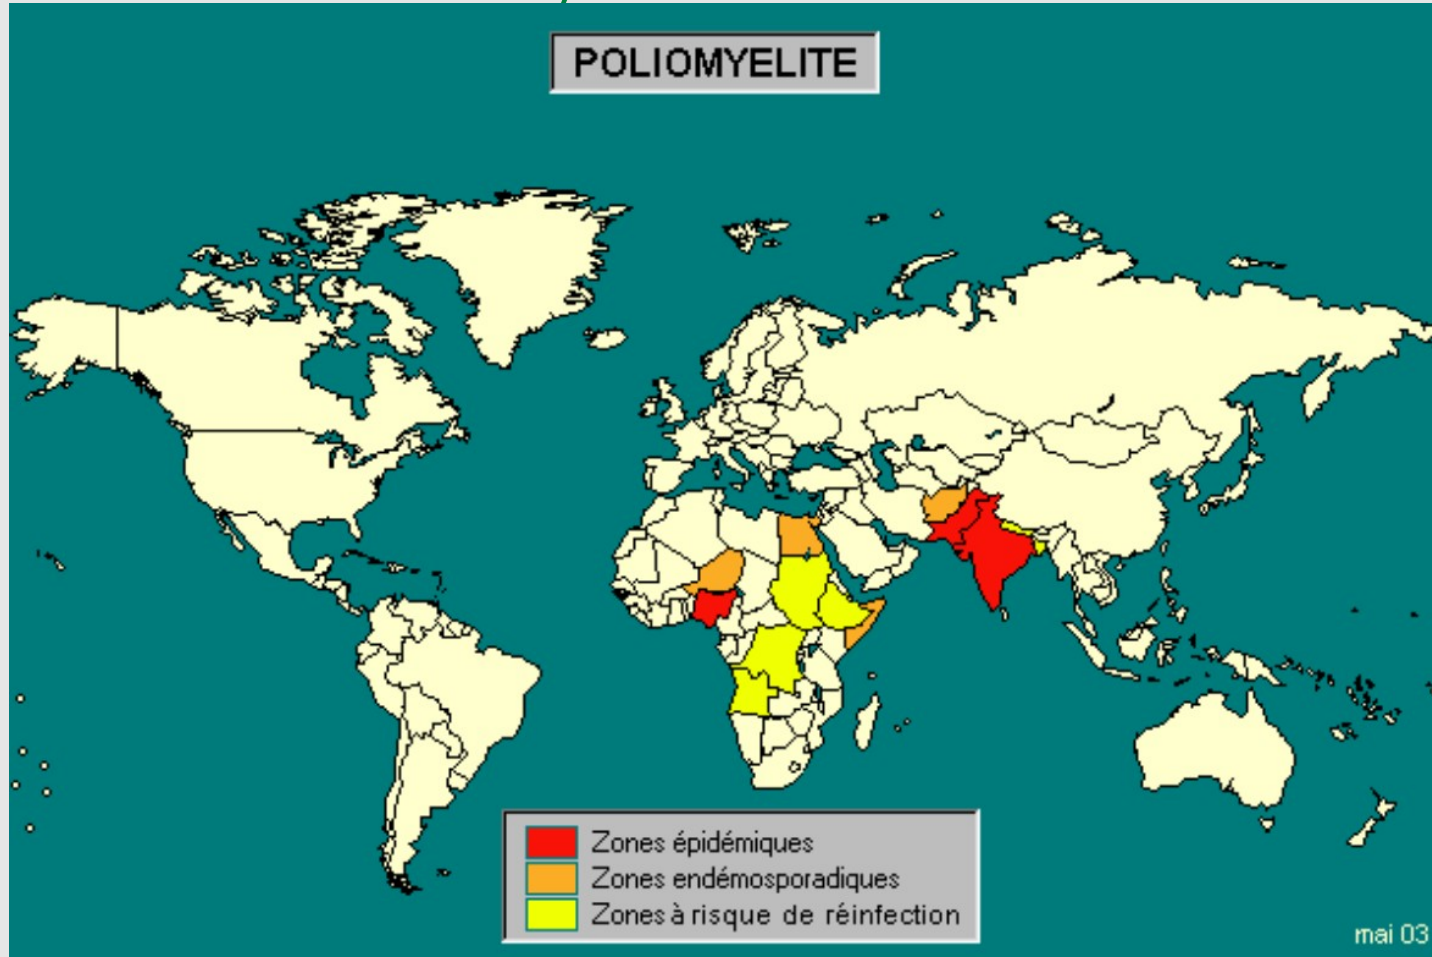 POLIOMYELITE
Zones épidémiques
Zones endémosporadiques
Zones à risque de réinfection
mai 03